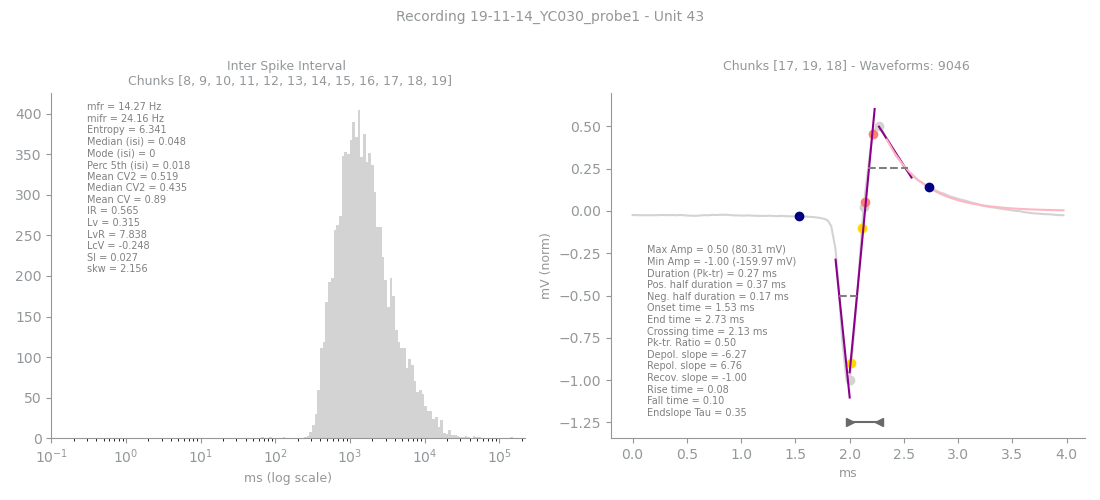 Recording 19-11-14_YC030_probe1 - Unit 43
Inter Spike Interval
Chunks [8, 9, 10, 11, 12, 13, 14, 15, 16, 17, 18, 19]
mfr = 14.27 Hz
mifr = 24.16 Hz
Entropy = 6.341
Median (isi) = 0.048
Mode (isi) = 0
Perc 5th (isi) = 0.018
Mean CV2 = 0.519
Median CV2 = 0.435
Mean CV = 0.89
IR = 0.565
Lv = 0.315
LvR = 7.838
LcV = -0.248
SI = 0.027
skw = 2.156
400
350
300
250
200
150
100
50
0
10⁻¹ 10⁰ 10¹ 10² 10³ 10⁴ 10⁵
ms (log scale)
Chunks [17, 19, 18] - Waveforms: 9046
mV (norm)
0.50
0.25
0.00
−0.25
−0.50
−0.75
−1.00
−1.25
Max Amp = 0.50 (80.31 mV)
Min Amp = -1.00 (-159.97 mV)
Duration (Pk-tr) = 0.27 ms
Pos. half duration = 0.37 ms
Neg. half duration = 0.17 ms
Onset time = 1.53 ms
End time = 2.73 ms
Crossing time = 2.13 ms
Pk-tr. Ratio = 0.50
Depol. slope = -6.27
Repol. slope = 6.76
Recov. slope = -1.00
Rise time = 0.08
Fall time = 0.10
Endslope Tau = 0.35
0.0 0.5 1.0 1.5 2.0 2.5 3.0 3.5 4.0
ms